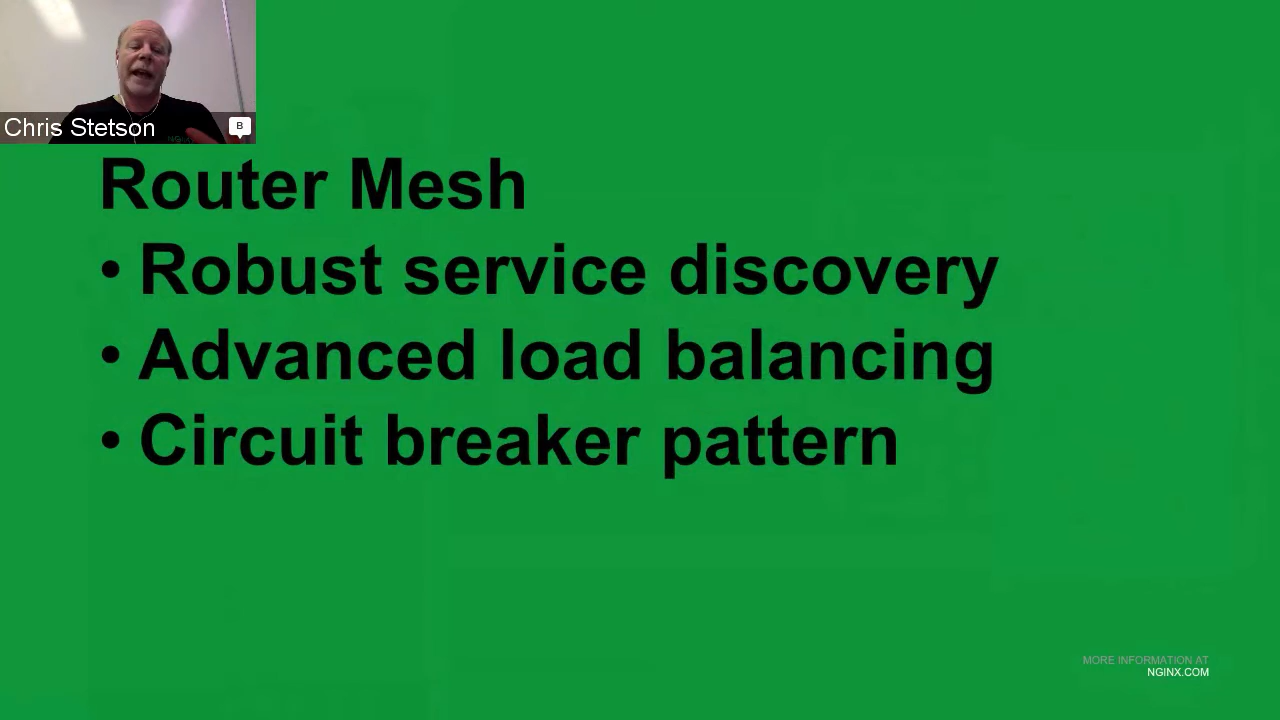 Chris Stetson
B
Router Mesh
• Robust service discovery
• Advanced load balancing
• Circuit breaker pattern
MORE INFORMATION AT
NGINX.COM